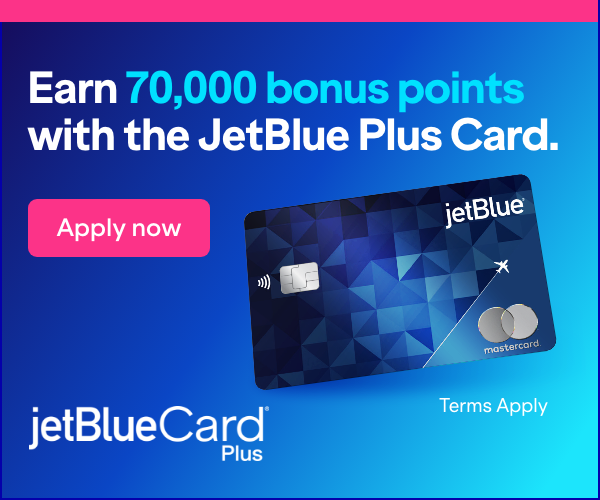 Earn 70,000 bonus points
with the JetBlue Plus Card.
Apply now
jetBlue®
mastercard.
Terms Apply
jetBlueCard®
Plus